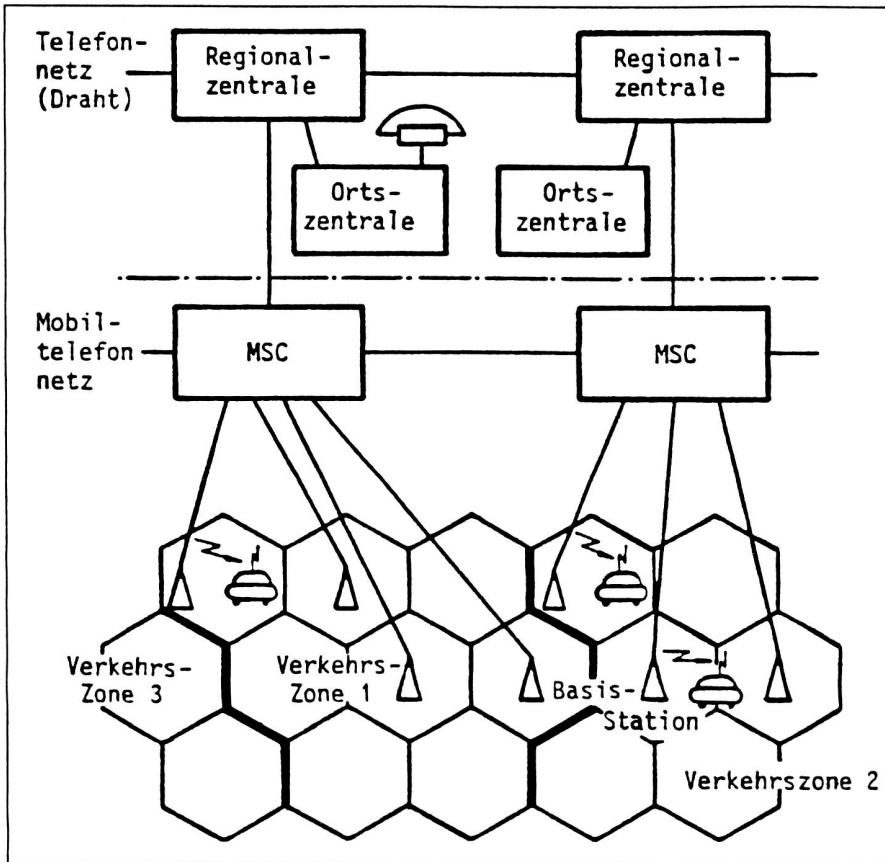 Telefon-
netz
(Draht)
Regional-
zentrale
Regional-
zentrale
Orts-
zentrale
Orts-
zentrale
Mobil-
telefon
netz
MSC
MSC
Verkehrs-
Zone 3
Verkehrs-
Zone 1
Basis-
Station
Verkehrszone 2